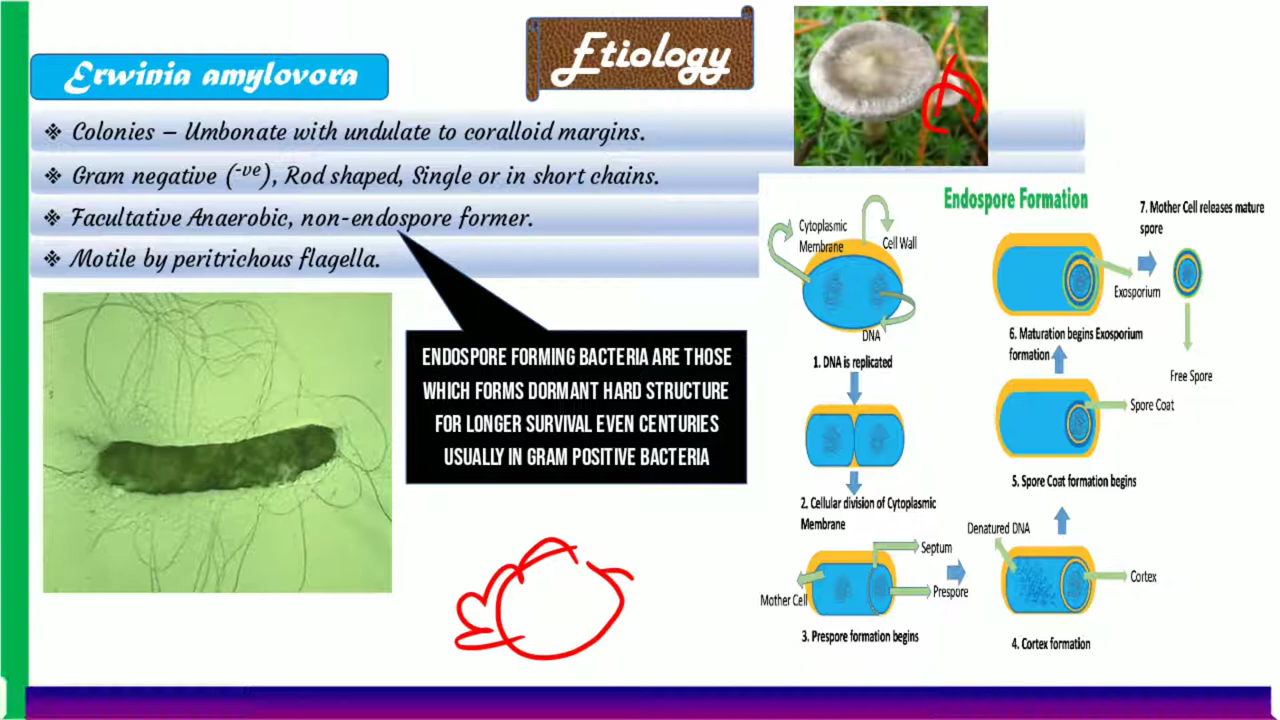 Etiology
Erwinia amylovora
❖ Colonies – Umbonate with undulate to coralloid margins.
❖ Gram negative (-ve), Rod shaped, Single or in short chains.
❖ Facultative Anaerobic, non-endospore former.
❖ Motile by peritrichous flagella.
ENDOSPORE FORMING BACTERIA ARE THOSE
WHICH FORMS DORMANT HARD STRUCTURE
FOR LONGER SURVIVAL EVEN CENTURIES
USUALLY IN GRAM POSITIVE BACTERIA
Endospore Formation
Cytoplasmic
Membrane
Cell Wall
DNA
1. DNA is replicated
2. Cellular division of Cytoplasmic
Membrane
Septum
Mother Cell
Prespore
3. Prespore formation begins
Denatured DNA
Cortex
4. Cortex formation
Spore Coat
5. Spore Coat formation begins
Exosporium
6. Maturation begins Exosporium
formation
7. Mother Cell releases mature
spore
Free Spore